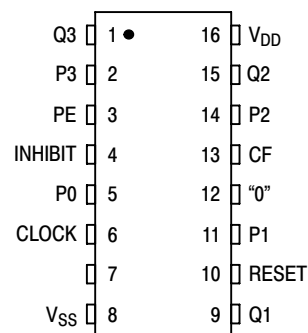 Q3 1 16 VDD
P3 2 15 Q2
PE 3 14 P2
INHIBIT 4 13 CF
P0 5 12 “0”
CLOCK 6 11 P1
7 10 RESET
VSS 8 9 Q1